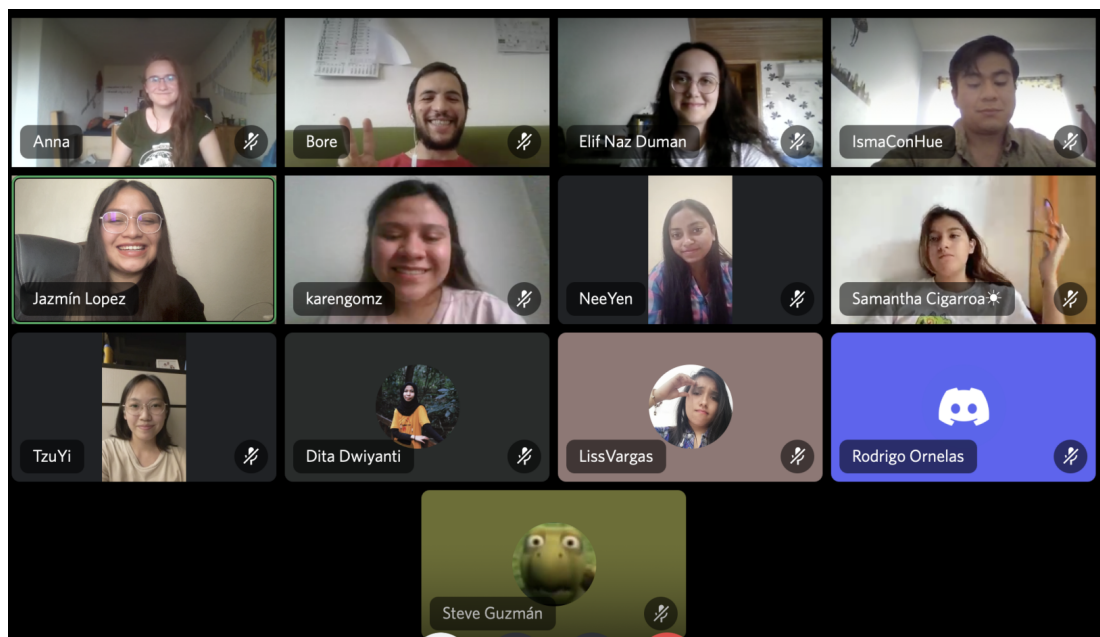 Anna
Bore
Elif Naz Duman
IsmaConHue
Jazmín Lopez
karengomz
NeeYen
Samantha Cigarroa☀
TzuYi
Dita Dwiyanti
LissVargas
Rodrigo Ornelas
Steve Guzmán